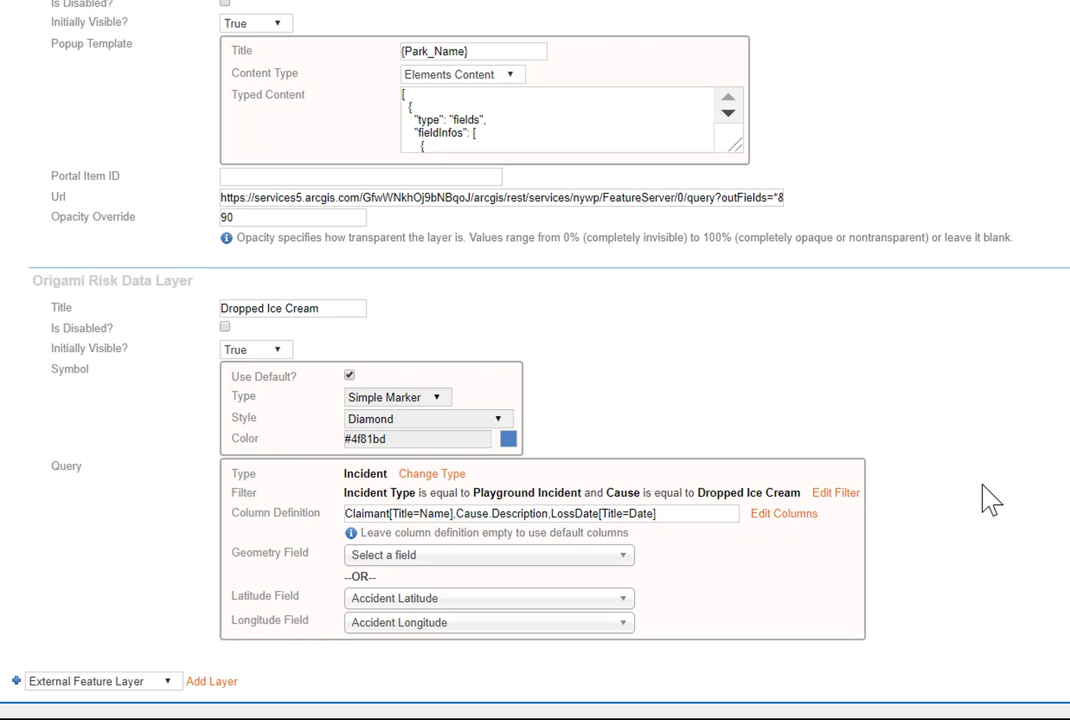 Is Disabled?
Initially Visible? True
Popup Template
Title {Park_Name}
Content Type Elements Content
Typed Content [
{
"type": "fields",
"fieldInfos": [
{
Portal Item ID
Url https://services5.arcgis.com/GfwWNkhOj9bNBqoJ/arcgis/rest/services/nywp/FeatureServer/0/query?outFields=*&
Opacity Override 90
Opacity specifies how transparent the layer is. Values range from 0% (completely invisible) to 100% (completely opaque or nontransparent) or leave it blank.
Origami Risk Data Layer
Title Dropped Ice Cream
Is Disabled?
Initially Visible? True
Symbol
Use Default?
Type Simple Marker
Style Diamond
Color #4f81bd
Query
Type Incident Change Type
Filter Incident Type is equal to Playground Incident and Cause is equal to Dropped Ice Cream Edit Filter
Column Definition Claimant[Title=Name],Cause.Description,LossDate[Title=Date] Edit Columns
Leave column definition empty to use default columns
Geometry Field Select a field
--OR--
Latitude Field Accident Latitude
Longitude Field Accident Longitude
External Feature Layer Add Layer